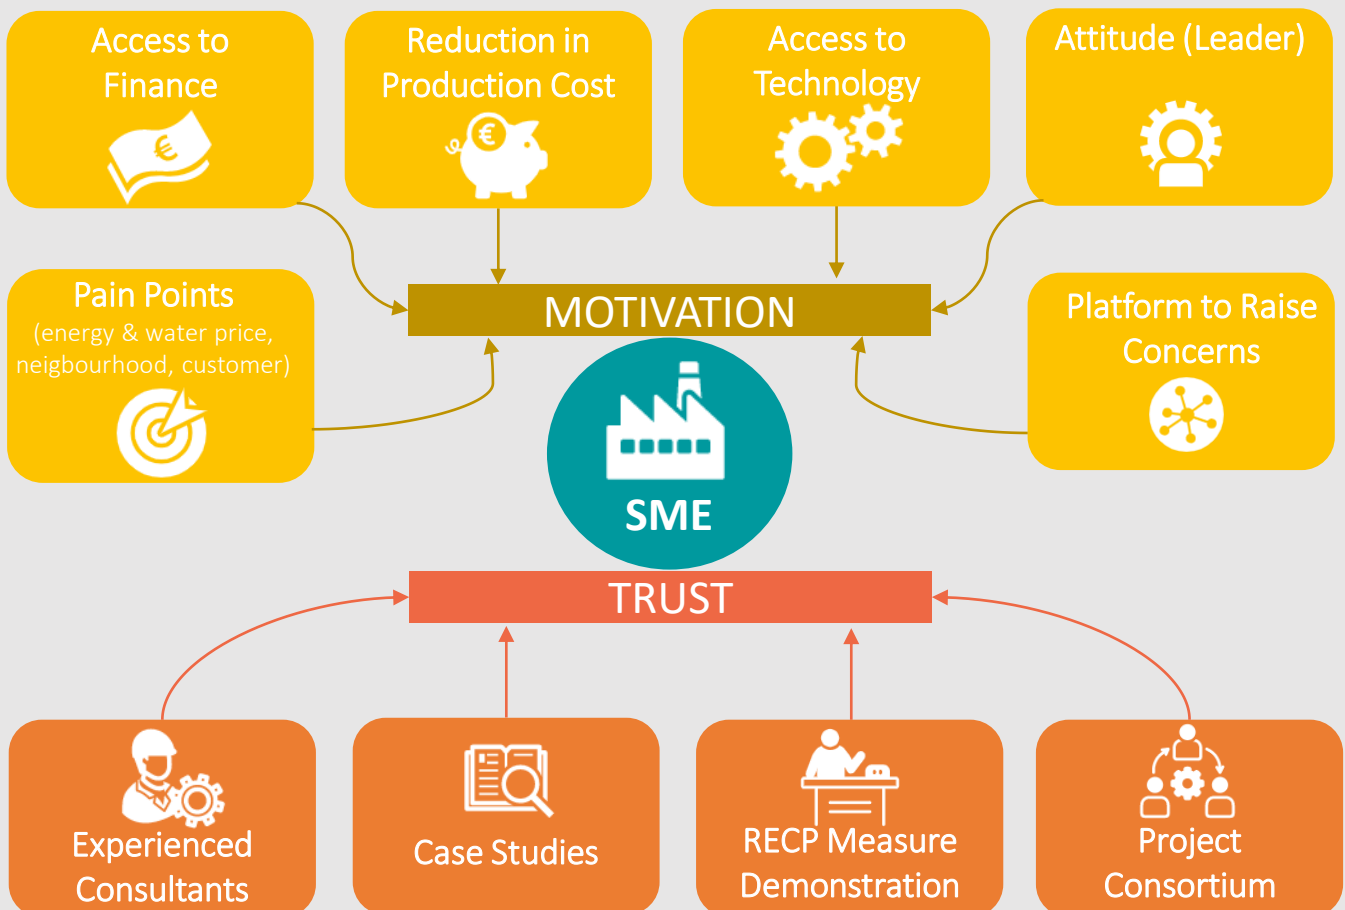 Access to
Finance
€
Reduction in
Production Cost
€
Access to
Technology
Attitude (Leader)
Pain Points
(energy & water price,
neigbourhood, customer)
MOTIVATION
Platform to Raise
Concerns
SME
TRUST
Experienced
Consultants
Case Studies
RECP Measure
Demonstration
Project
Consortium